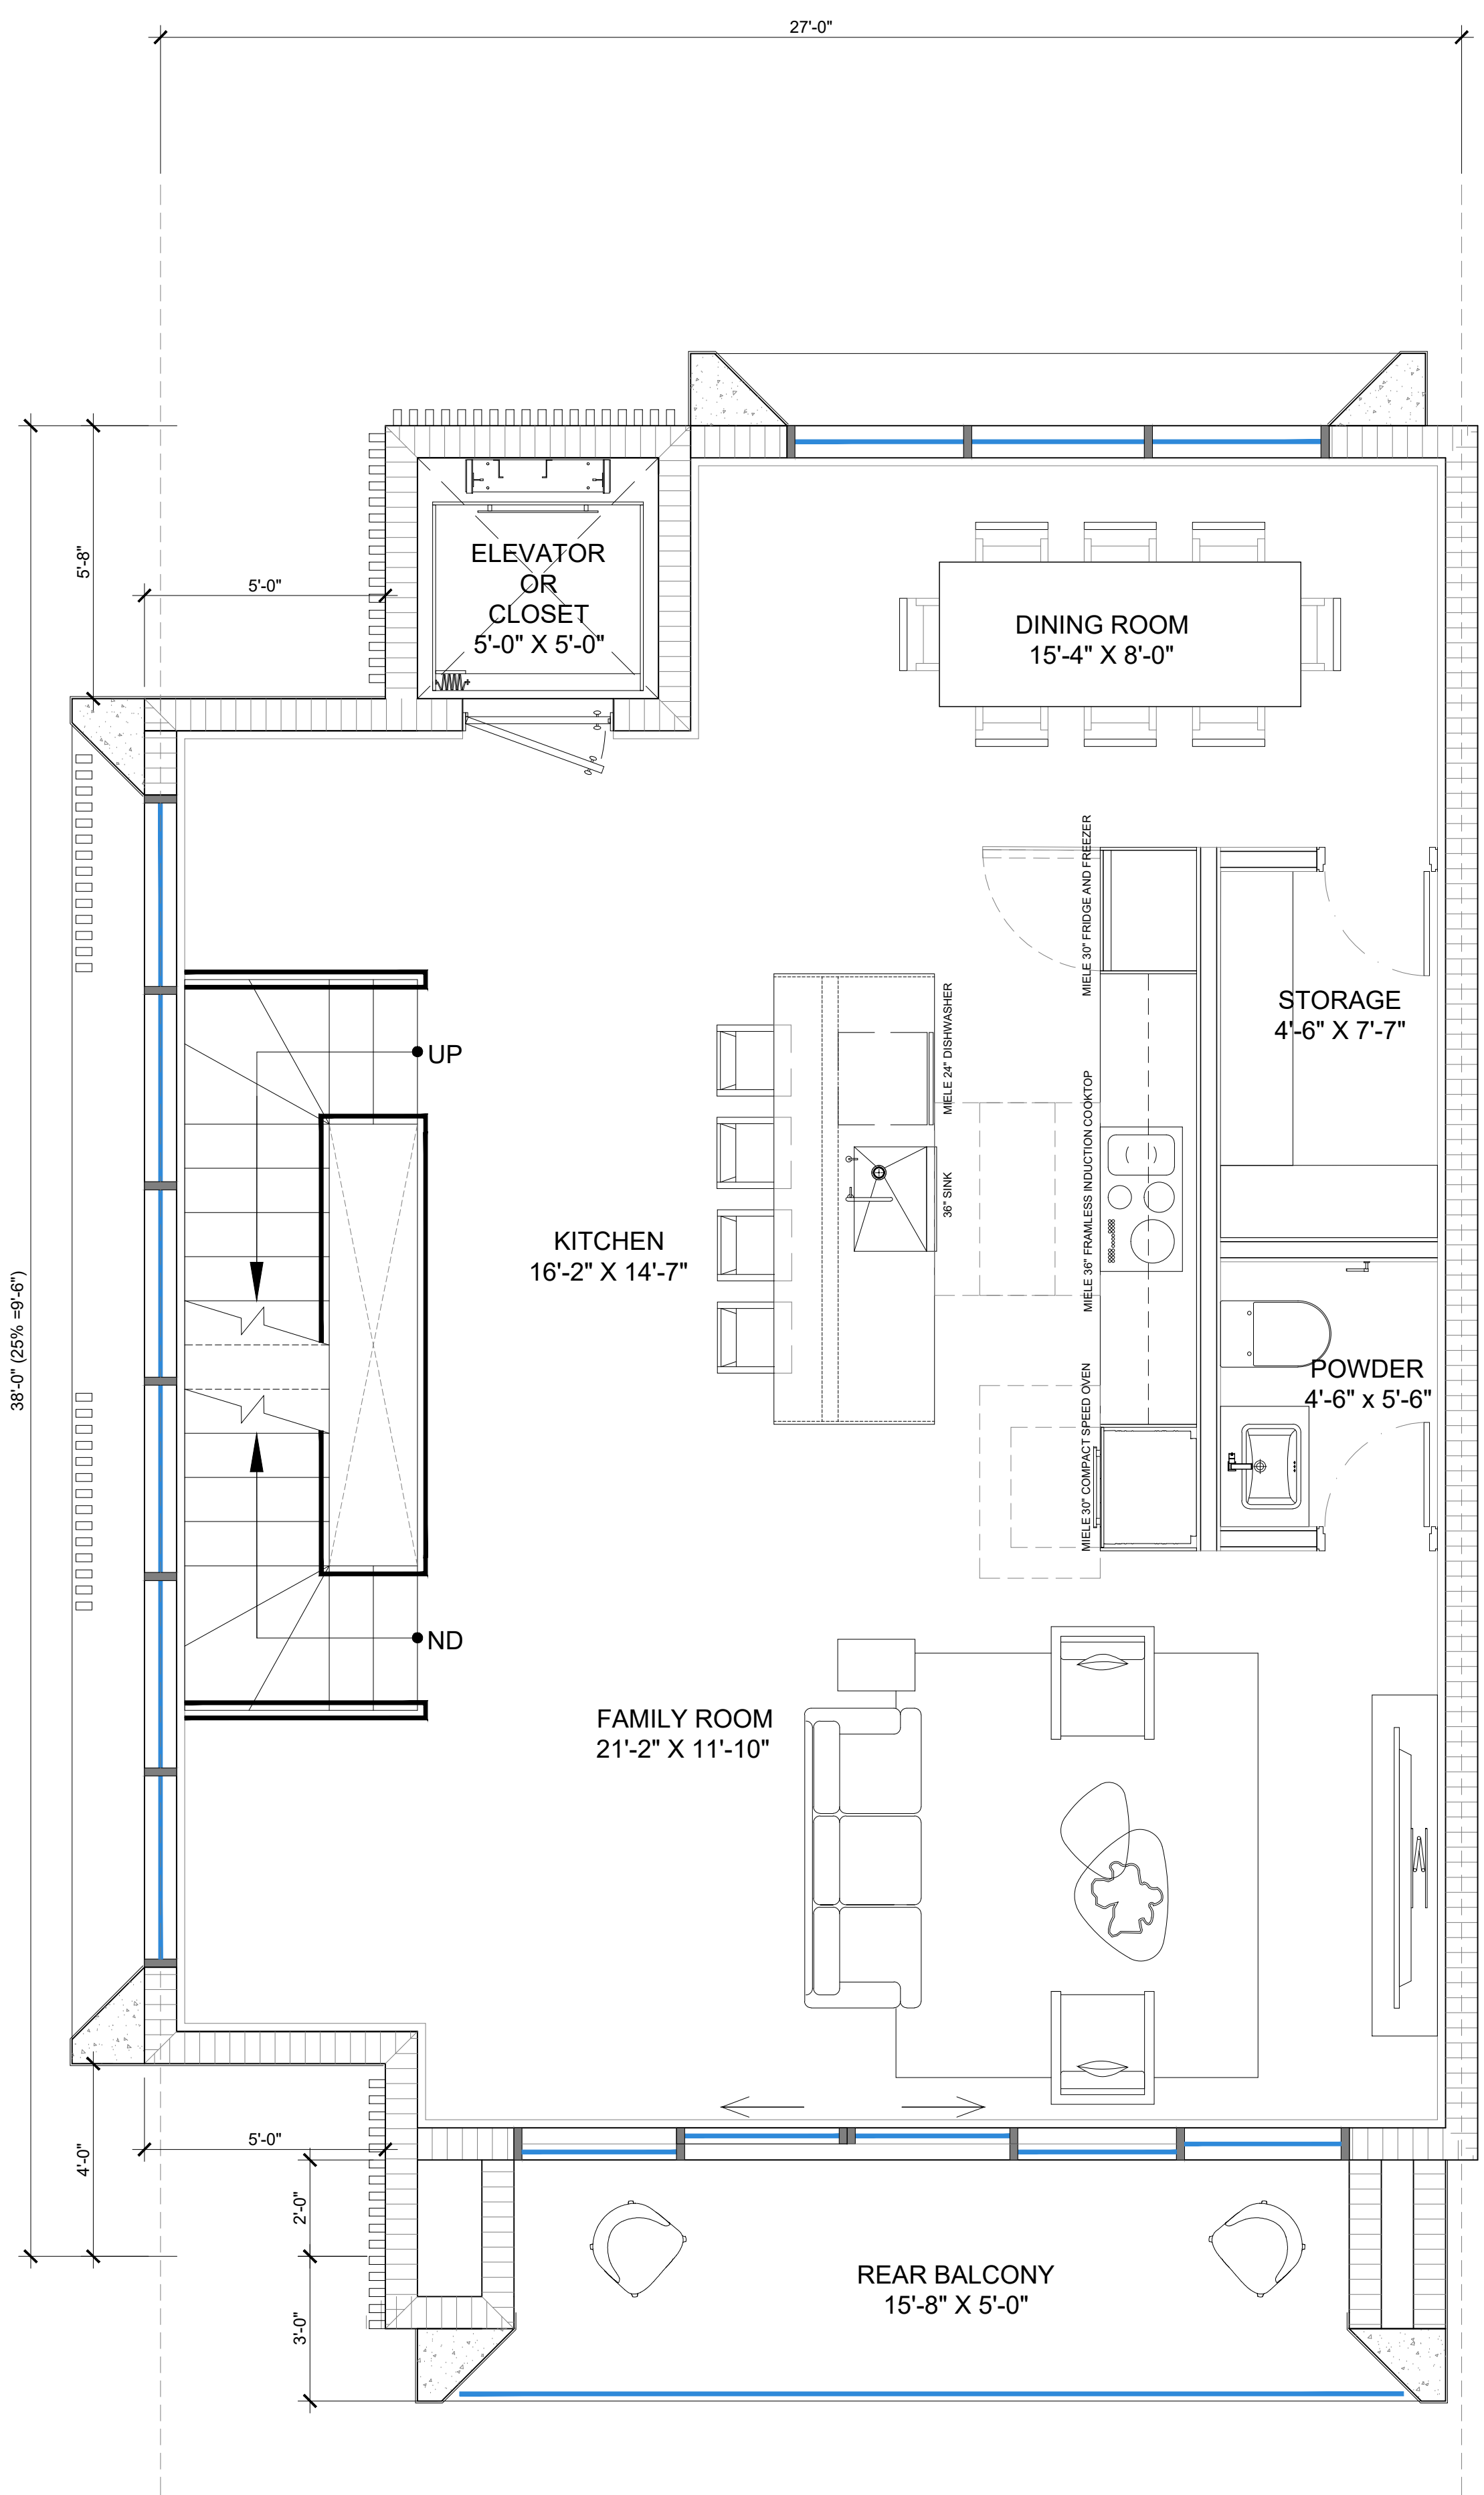 27'-0"
5'-8"
5'-0"
ELEVATOR
OR
CLOSET
5'-0" X 5'-0"
DINING ROOM
15'-4" X 8'-0"
MIELE 30" FRIDGE AND FREEZER
STORAGE
4'-6" X 7'-7"
UP
MIELE 24" DISHWASHER
MIELE 36" FRAMLESS INDUCTION COOKTOP
36" SINK
KITCHEN
16'-2" X 14'-7"
38'-0" (25% =9'-6")
POWDER
4'-6" x 5'-6"
MIELE 30" COMPACT SPEED OVEN
ND
FAMILY ROOM
21'-2" X 11'-10"
5'-0"
4'-0"
2'-0"
REAR BALCONY
15'-8" X 5'-0"
3'-0"